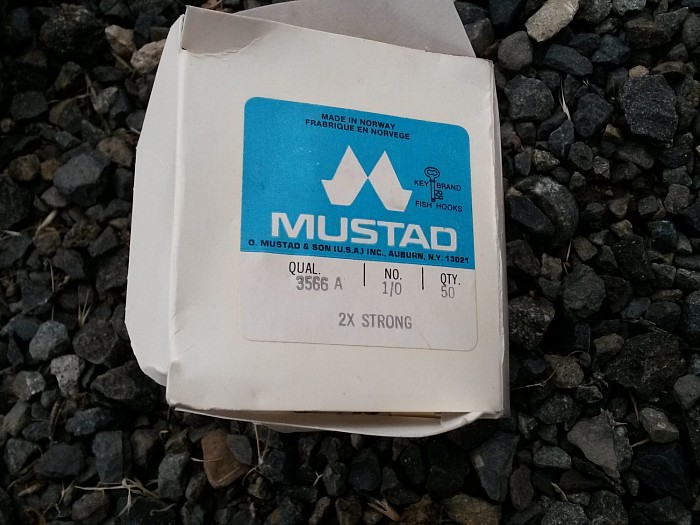 MADE IN NORWAY
FRABRIQUE EN NORVEGE
KEY BRAND
FISH HOOKS
MUSTAD
O. MUSTAD & SON (U.S.A.) INC., AUBURN, N.Y. 13021
QUAL. NO. QTY.
3566 A 1/0 50
2X STRONG